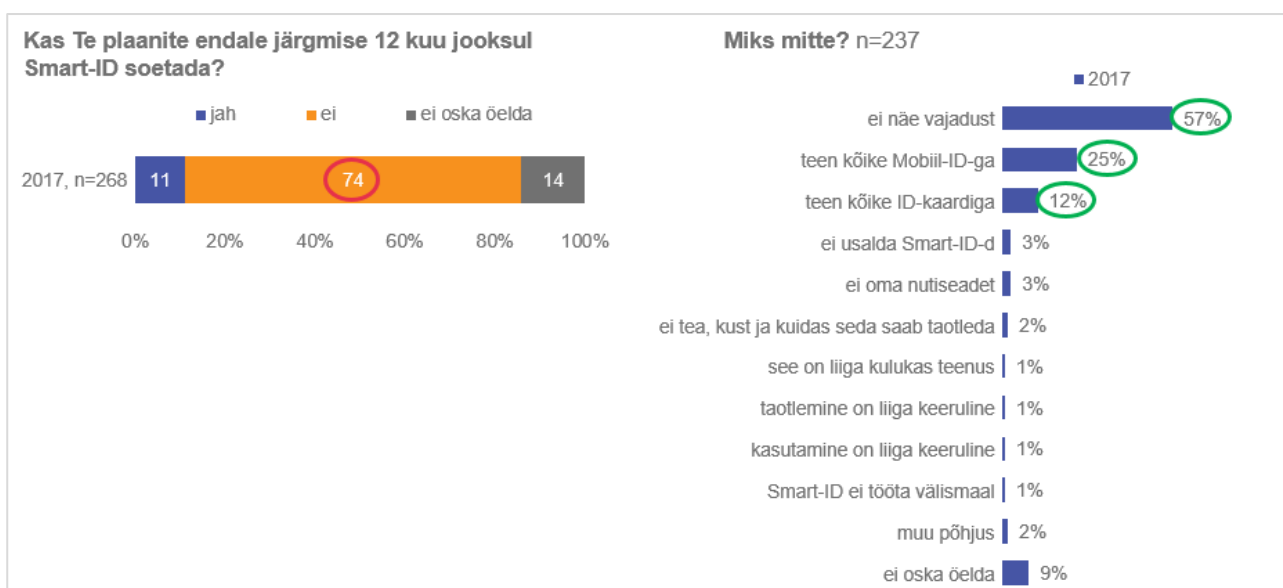 Kas Te plaanite endale järgmise 12 kuu jooksul
Smart-ID soetada?
jah ei ei oska öelda
2017, n=268 11 74 14
0% 20% 40% 60% 80% 100%
Miks mitte? n=237
2017
ei näe vajadust 57%
teen kõike Mobiil-ID-ga 25%
teen kõike ID-kaardiga 12%
ei usalda Smart-ID-d 3%
ei oma nutiseadet 3%
ei tea, kust ja kuidas seda saab taotleda 2%
see on liiga kulukas teenus 1%
taotlemine on liiga keeruline 1%
kasutamine on liiga keeruline 1%
Smart-ID ei tööta välismaal 1%
muu põhjus 2%
ei oska öelda 9%